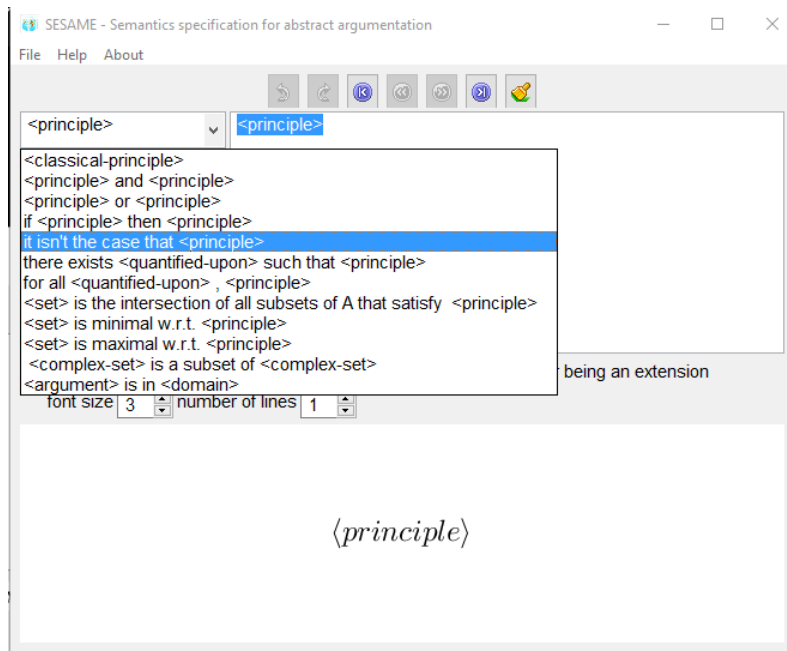 SESAME - Semantics specification for abstract argumentation
File Help About
<principle> <principle>
<classical-principle>
<principle> and <principle>
<principle> or <principle>
if <principle> then <principle>
it isn't the case that <principle>
there exists <quantified-upon> such that <principle>
for all <quantified-upon> , <principle>
<set> is the intersection of all subsets of A that satisfy <principle>
<set> is minimal w.r.t. <principle>
<set> is maximal w.r.t. <principle>
<complex-set> is a subset of <complex-set>
being an extension
<argument> is in <domain>
font size 3 number of lines 1
⟨principle⟩